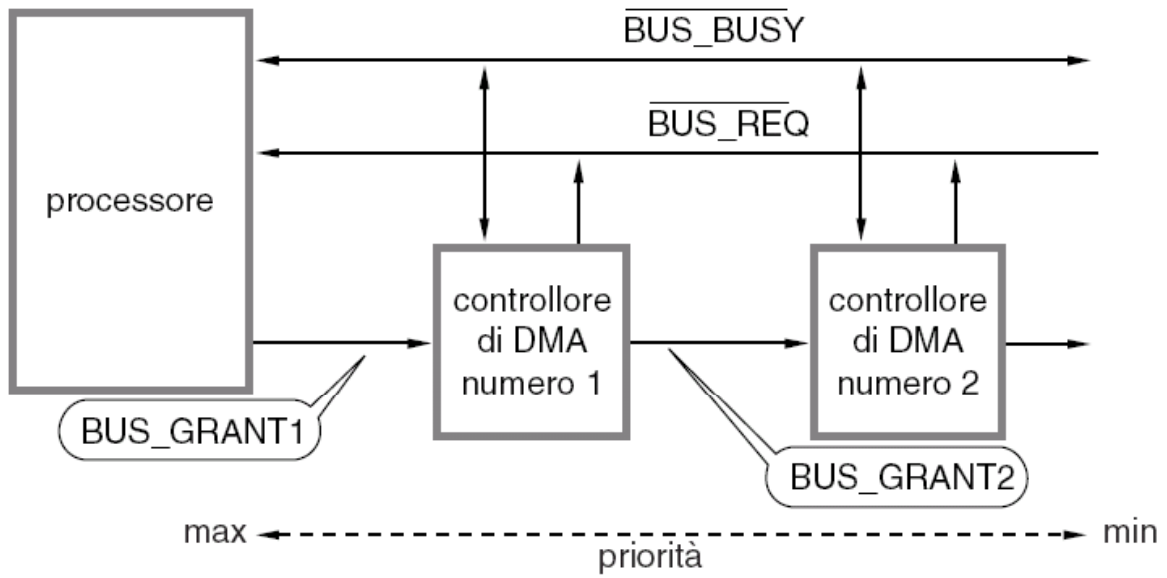 BUS_BUSY
BUS_REQ
processore
controllore
di DMA
numero 1
controllore
di DMA
numero 2
BUS_GRANT1
BUS_GRANT2
max
min
priorità